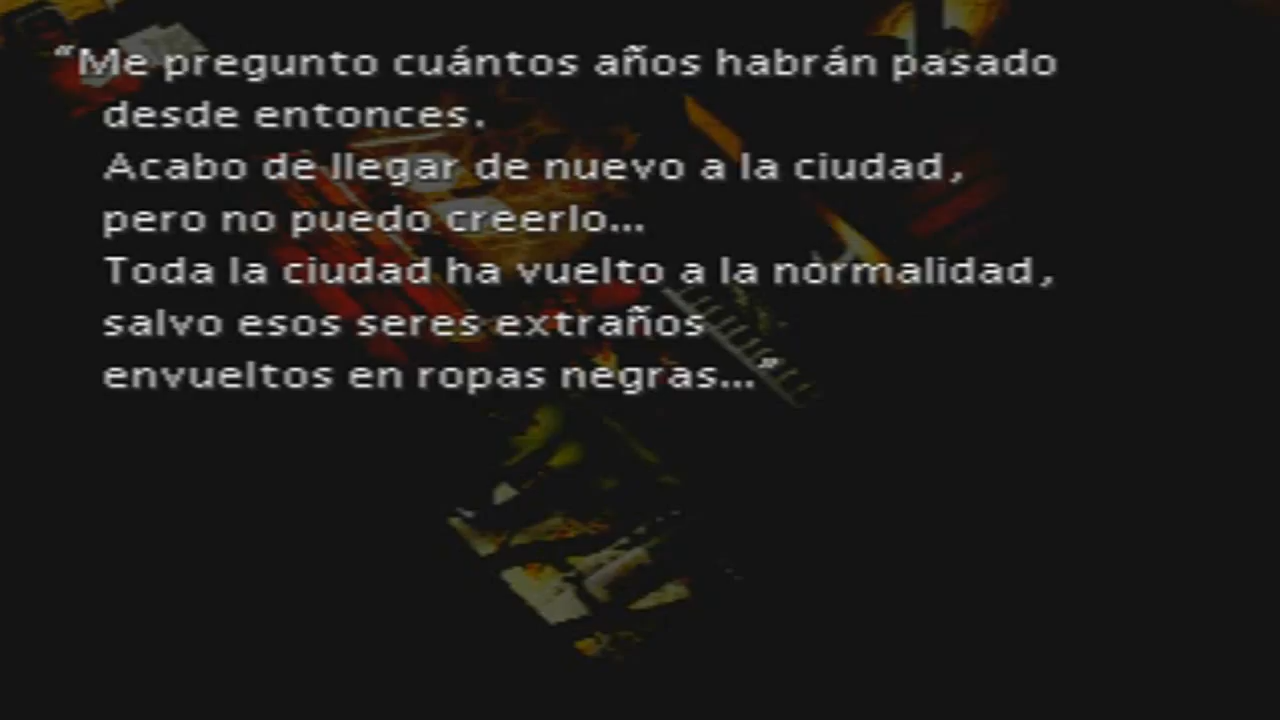 “Me pregunto cuántos años habrán pasado
desde entonces.
Acabo de llegar de nuevo a la ciudad,
pero no puedo creerlo...
Toda la ciudad ha vuelto a la normalidad,
salvo esos seres extraños
envueltos en ropas negras...”